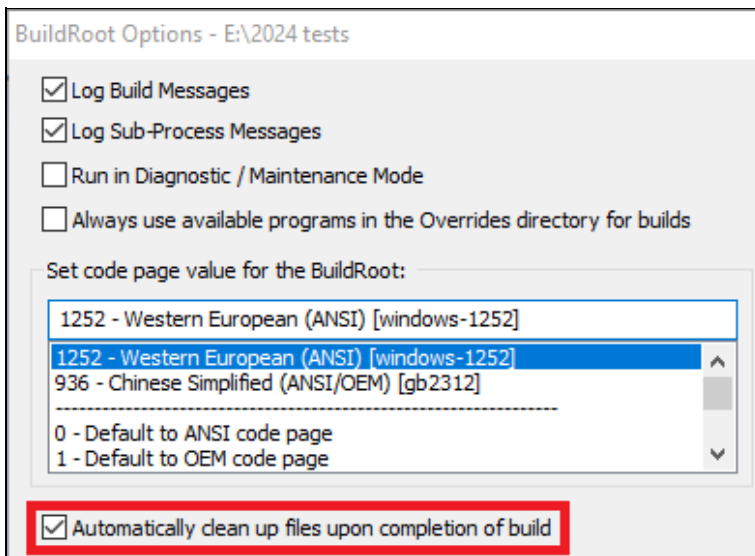 BuildRoot Options - E:\2024 tests
Log Build Messages
Log Sub-Process Messages
Run in Diagnostic / Maintenance Mode
Always use available programs in the Overrides directory for builds
Set code page value for the BuildRoot:
1252 - Western European (ANSI) [windows-1252]
1252 - Western European (ANSI) [windows-1252]
936 - Chinese Simplified (ANSI/OEM) [gb2312]
------------------------------------------------------------
0 - Default to ANSI code page
1 - Default to OEM code page
Automatically clean up files upon completion of build